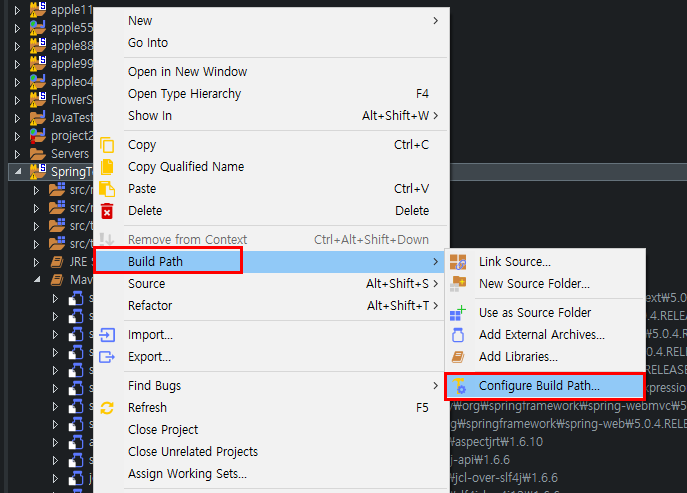 apple11
apple55
apple88
apple99
appleo4
FlowerS
JavaTest
project2
Servers
SpringTe
src/r
src/r
src/t
src/t
JRE S
Mav
New
Go Into
Open in New Window
Open Type Hierarchy F4
Show In Alt+Shift+W >
Copy Ctrl+C
Copy Qualified Name
Paste Ctrl+V
Delete Delete
Remove from Context Ctrl+Alt+Shift+Down
Build Path
Source Alt+Shift+S >
Refactor Alt+Shift+T >
Import...
Export...
Find Bugs
Refresh F5
Close Project
Close Unrelated Projects
Assign Working Sets...
Link Source...
New Source Folder...
Use as Source Folder
Add External Archives...
Add Libraries...
Configure Build Path...
ext₩5.0
5.0.4.RELEA
₩5.0.4
.4.RELEA
RELEASE
xpression
₩org₩springframework₩spring-webmvc₩5
g₩springframework₩spring-web₩5.0.4.REL
aspectjrt₩1.6.10
j-api₩1.6.6
₩jcl-over-slf4j₩1.6.6